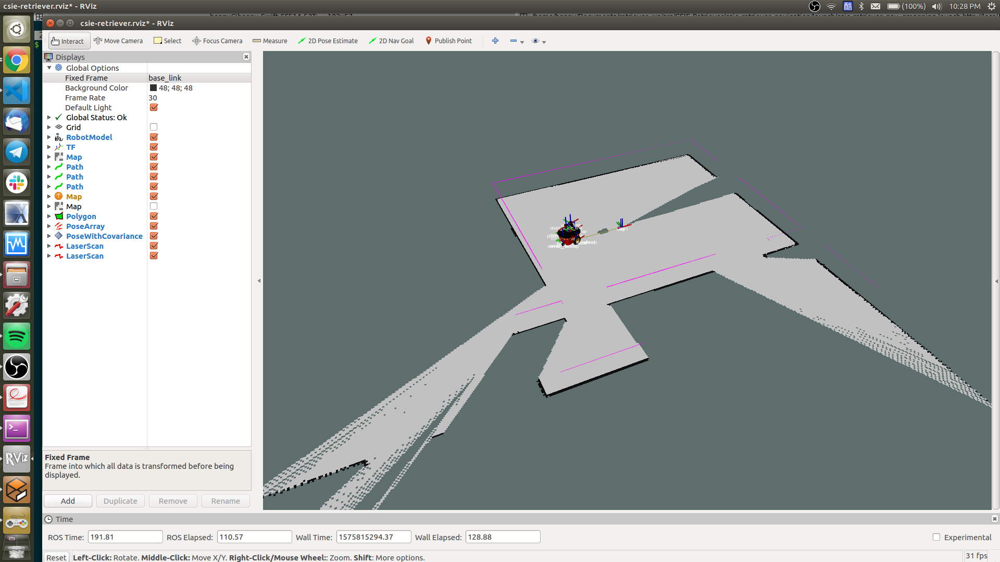 csie-retriever.rviz* - RViz
(100%)
10:28 PM
csie-retriever.rviz* - RViz
Interact
Move Camera
Select
Focus Camera
Measure
2D Pose Estimate
2D Nav Goal
Publish Point
Displays
Global Options
Fixed Frame base_link
Background Color 48; 48; 48
Frame Rate 30
Default Light
Global Status: Ok
Grid
RobotModel
TF
Map
Path
Path
Path
Map
Map
Polygon
PoseArray
PoseWithCovariance
LaserScan
LaserScan
Fixed Frame
Frame into which all data is transformed before being
displayed.
Add
Duplicate
Remove
Rename
RViz
Time
ROS Time: 191.81
ROS Elapsed: 110.57
Wall Time: 1575815294.37
Wall Elapsed: 128.88
Experimental
Reset
Left-Click: Rotate. Middle-Click: Move X/Y. Right-Click/Mouse Wheel:: Zoom. Shift: More options.
31 fps